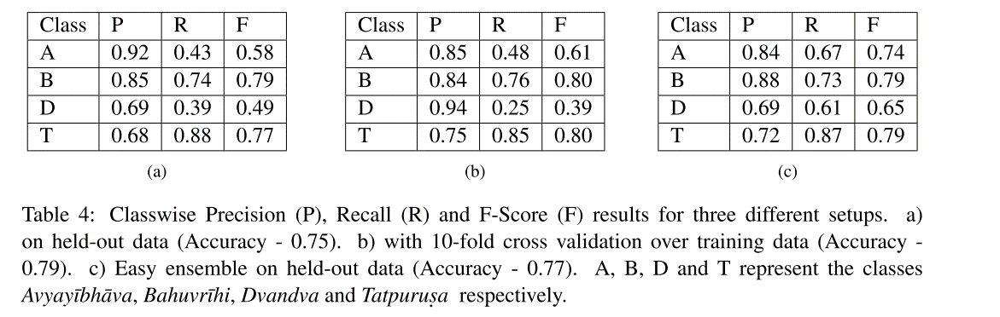 Class P R F
A 0.92 0.43 0.58
B 0.85 0.74 0.79
D 0.69 0.39 0.49
T 0.68 0.88 0.77
(a)
Class P R F
A 0.85 0.48 0.61
B 0.84 0.76 0.80
D 0.94 0.25 0.39
T 0.75 0.85 0.80
(b)
Class P R F
A 0.84 0.67 0.74
B 0.88 0.73 0.79
D 0.69 0.61 0.65
T 0.72 0.87 0.79
(c)
Table 4: Classwise Precision (P), Recall (R) and F-Score (F) results for three different setups. a)
on held-out data (Accuracy - 0.75). b) with 10-fold cross validation over training data (Accuracy -
0.79). c) Easy ensemble on held-out data (Accuracy - 0.77). A, B, D and T represent the classes
Avyayībhāva, Bahuvrīhi, Dvandva and Tatpuruṣa respectively.